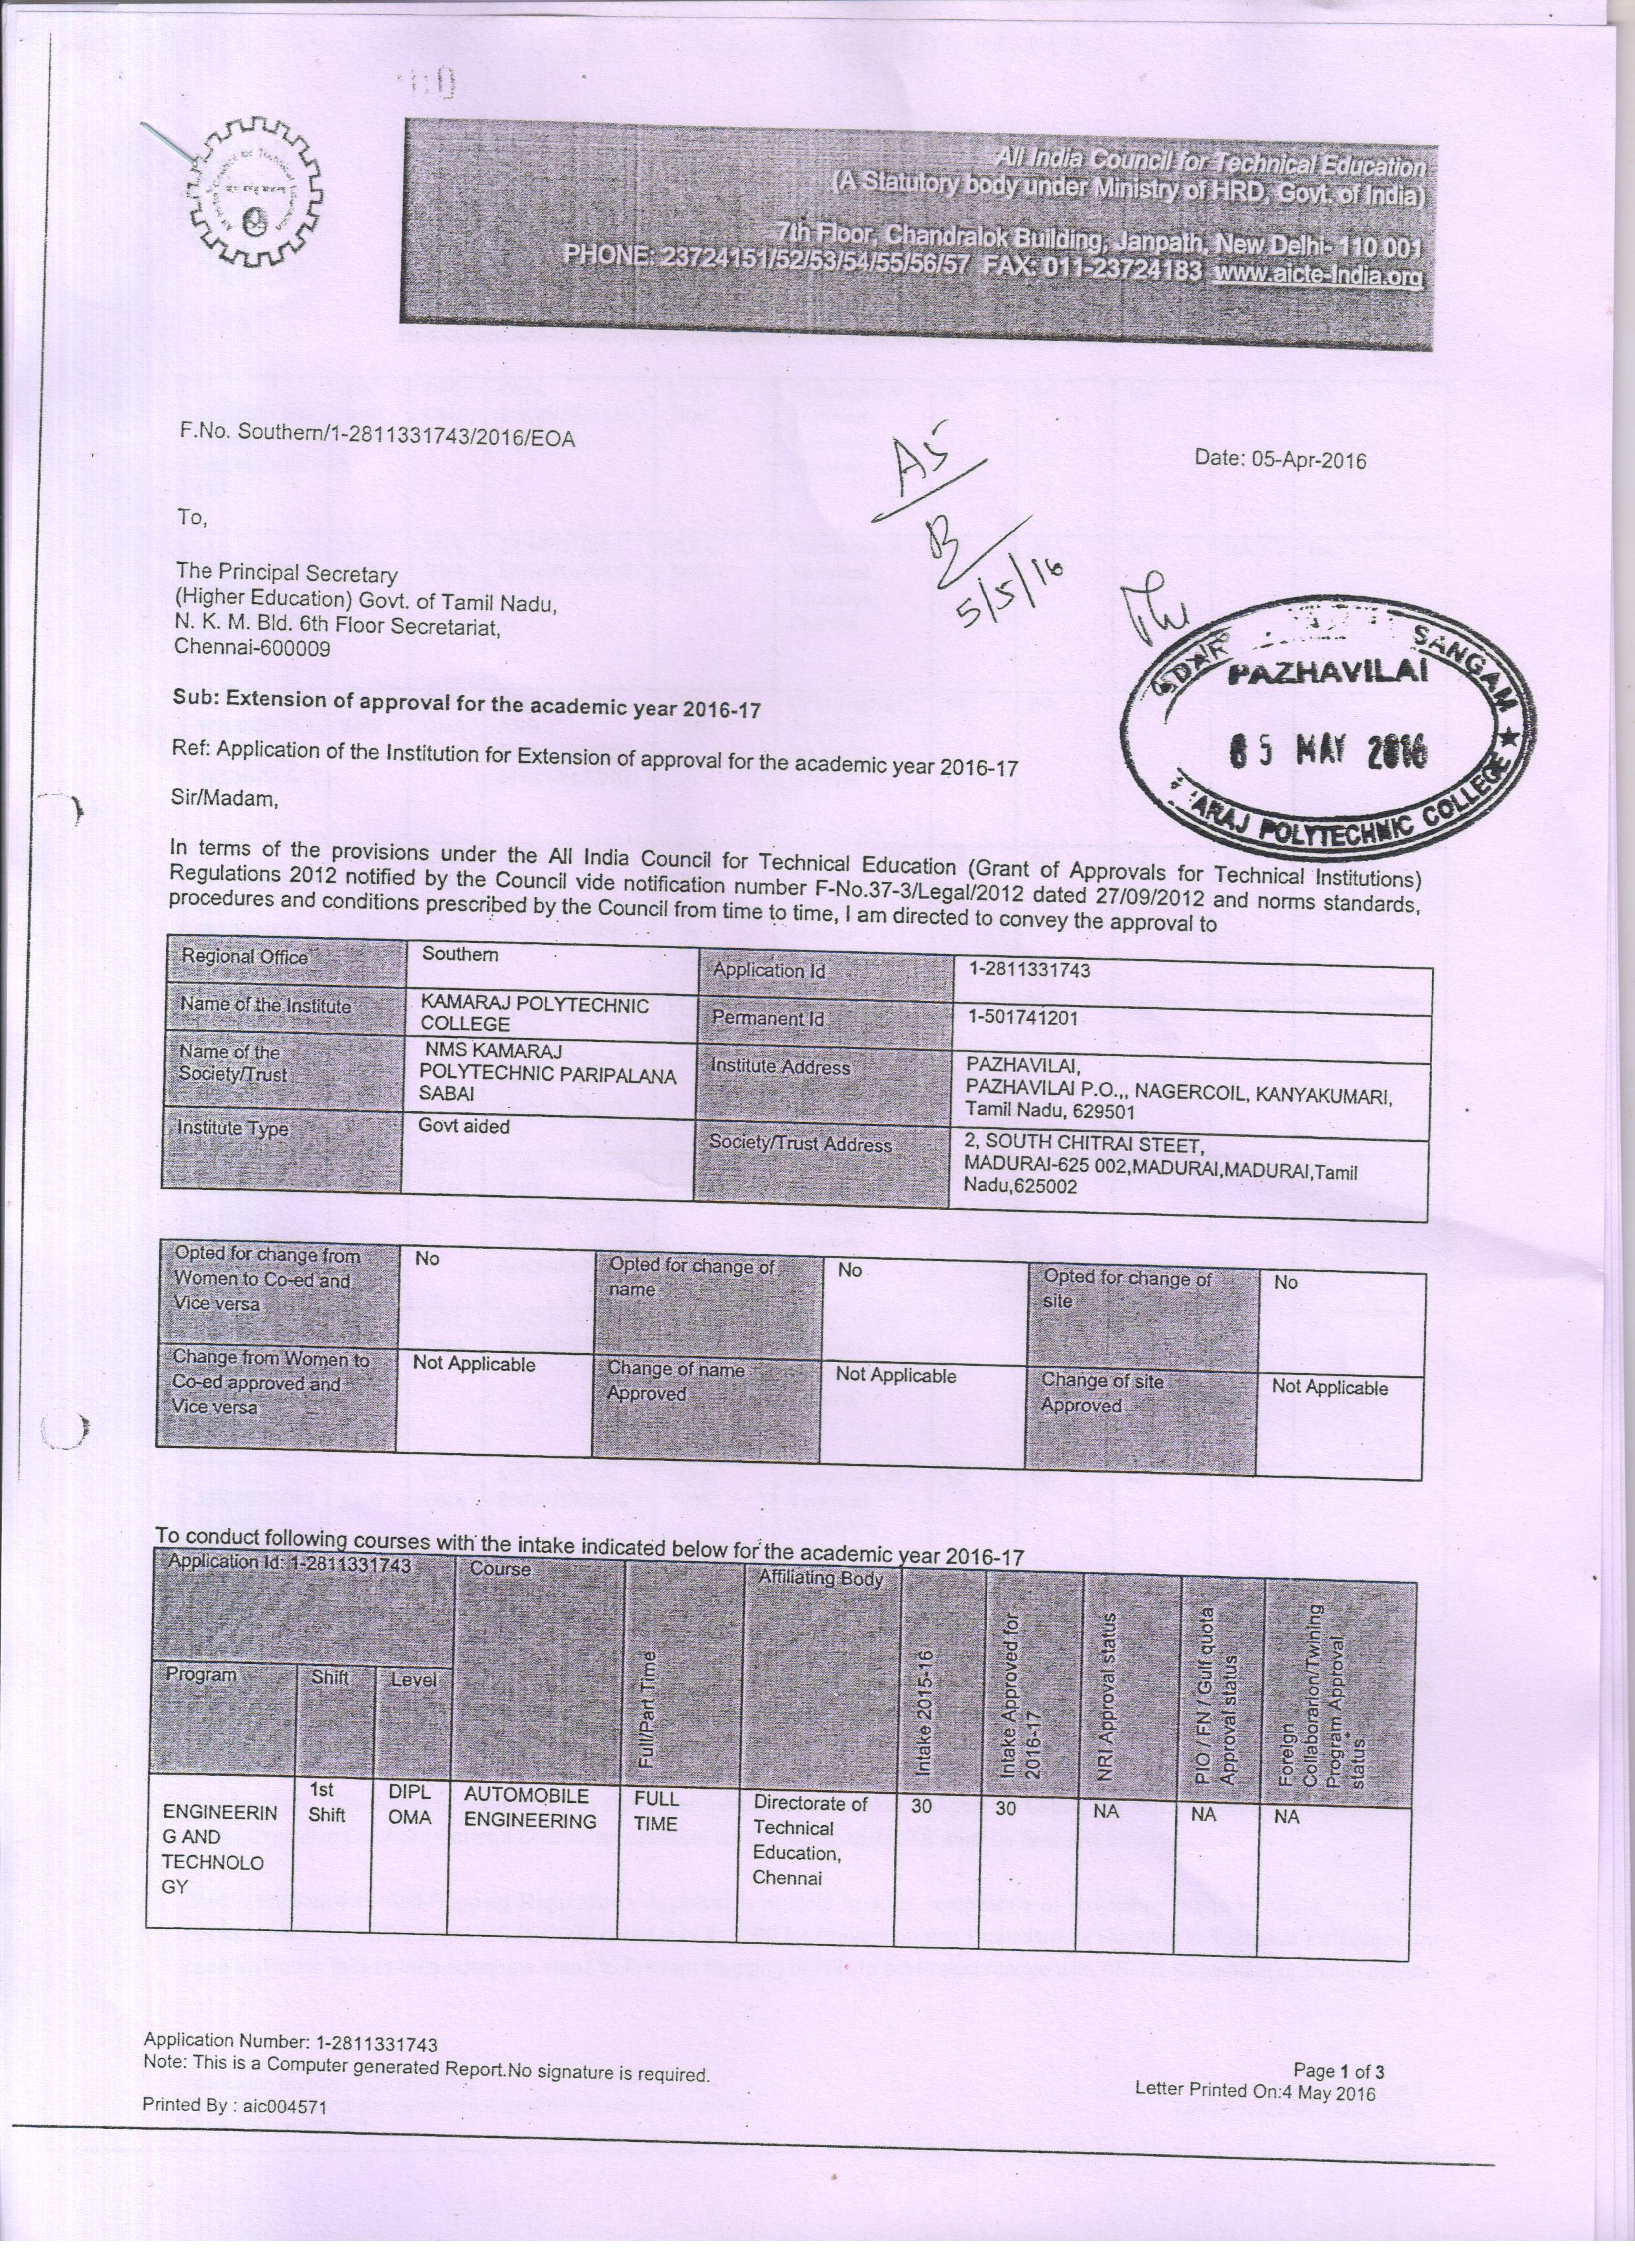 All India Council for Technical Education
(A Statutory body under Ministry of HRD, Govt. of India)
7th Floor, Chandralok Building, Janpath, New Delhi- 110 001
PHONE: 23724151/52/53/54/55/56/57 FAX: 011-23724183 www.aicte-India.org
F.No. Southern/1-2811331743/2016/EOA
Date: 05-Apr-2016
5/5/16
To,
The Principal Secretary
(Higher Education) Govt. of Tamil Nadu,
N. K. M. Bld. 6th Floor Secretariat,
Chennai-600009
SANGAM
PAZHAVILAI
05 MAY 2016
POLYTECHNIC COLLEGE
Sub: Extension of approval for the academic year 2016-17
Ref: Application of the Institution for Extension of approval for the academic year 2016-17
Sir/Madam,
In terms of the provisions under the All India Council for Technical Education (Grant of Approvals for Technical Institutions)
Regulations 2012 notified by the Council vide notification number F-No.37-3/Legal/2012 dated 27/09/2012 and norms standards,
procedures and conditions prescribed by the Council from time to time, I am directed to convey the approval to
Regional Office
Southern
Application Id
1-2811331743
Name of the Institute
KAMARAJ POLYTECHNIC
COLLEGE
Permanent Id
1-501741201
Name of the
Society/Trust
NMS KAMARAJ
POLYTECHNIC PARIPALANA
SABAI
Institute Address
PAZHAVILAI,
PAZHAVILAI P.O.,., NAGERCOIL, KANYAKUMARI,
Tamil Nadu, 629501
Institute Type
Govt aided
Society/Trust Address
2, SOUTH CHITRAI STEET,
MADURAI-625 002,MADURAI,MADURAI,Tamil
Nadu,625002
Opted for change from
Women to Co-ed and
Vice versa
No
Opted for change of
name
No
Opted for change of
site
No
Change from Women to
Co-ed approved and
Vice versa
Not Applicable
Change of name
Approved
Not Applicable
Change of site
Approved
Not Applicable
To conduct following courses with the intake indicated below for the academic year 2016-17
Application Id: 1-2811331743
Course
Full/Part Time
Affiliating Body
Intake 2015-16
Intake Approved for
2016-17
NRI Approval status
PIO / FN / Gulf quota
Approval status
Foreign
Collaborarion/Twining
Program Approval
status
Program
Shift
Level
ENGINEERIN
G AND
TECHNOLO
GY
1st
Shift
DIPL
OMA
AUTOMOBILE
ENGINEERING
FULL
TIME
Directorate of
Technical
Education,
Chennai
30
30
NA
NA
NA
Application Number: 1-2811331743
Note: This is a Computer generated Report.No signature is required.
Page 1 of 3
Letter Printed On:4 May 2016
Printed By : aic004571